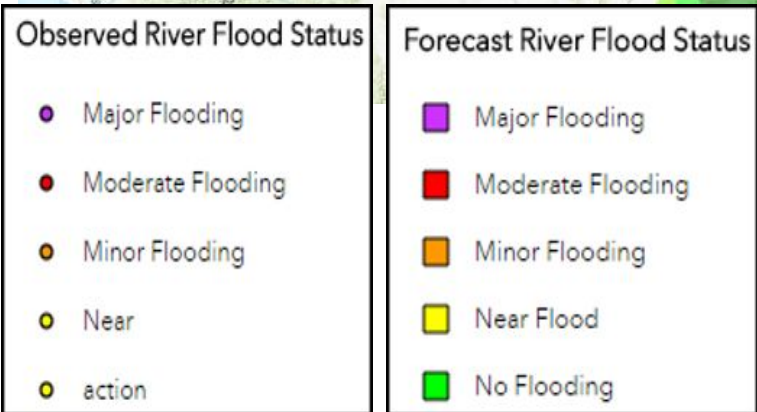 Observed River Flood Status
Major Flooding
Moderate Flooding
Minor Flooding
Near
action
Forecast River Flood Status
Major Flooding
Moderate Flooding
Minor Flooding
Near Flood
No Flooding